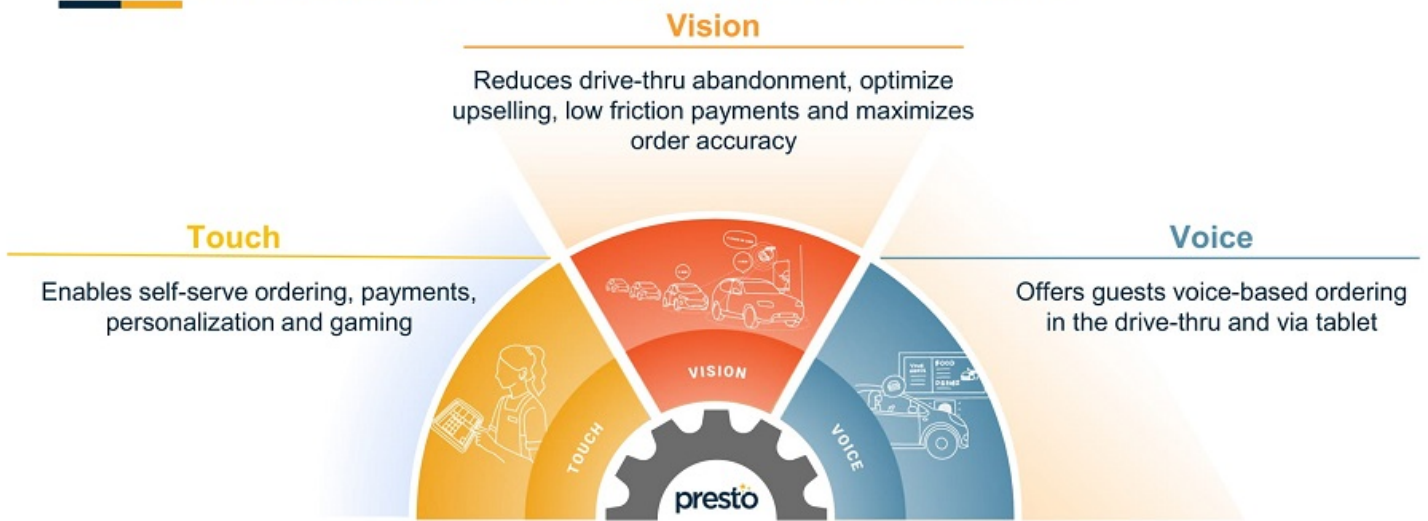 Vision
Reduces drive-thru abandonment, optimize
upselling, low friction payments and maximizes
order accuracy
Touch
Enables self-serve ordering, payments,
personalization and gaming
Voice
Offers guests voice-based ordering
in the drive-thru and via tablet
VISION
TOUCH
VOICE
FOOD
presto